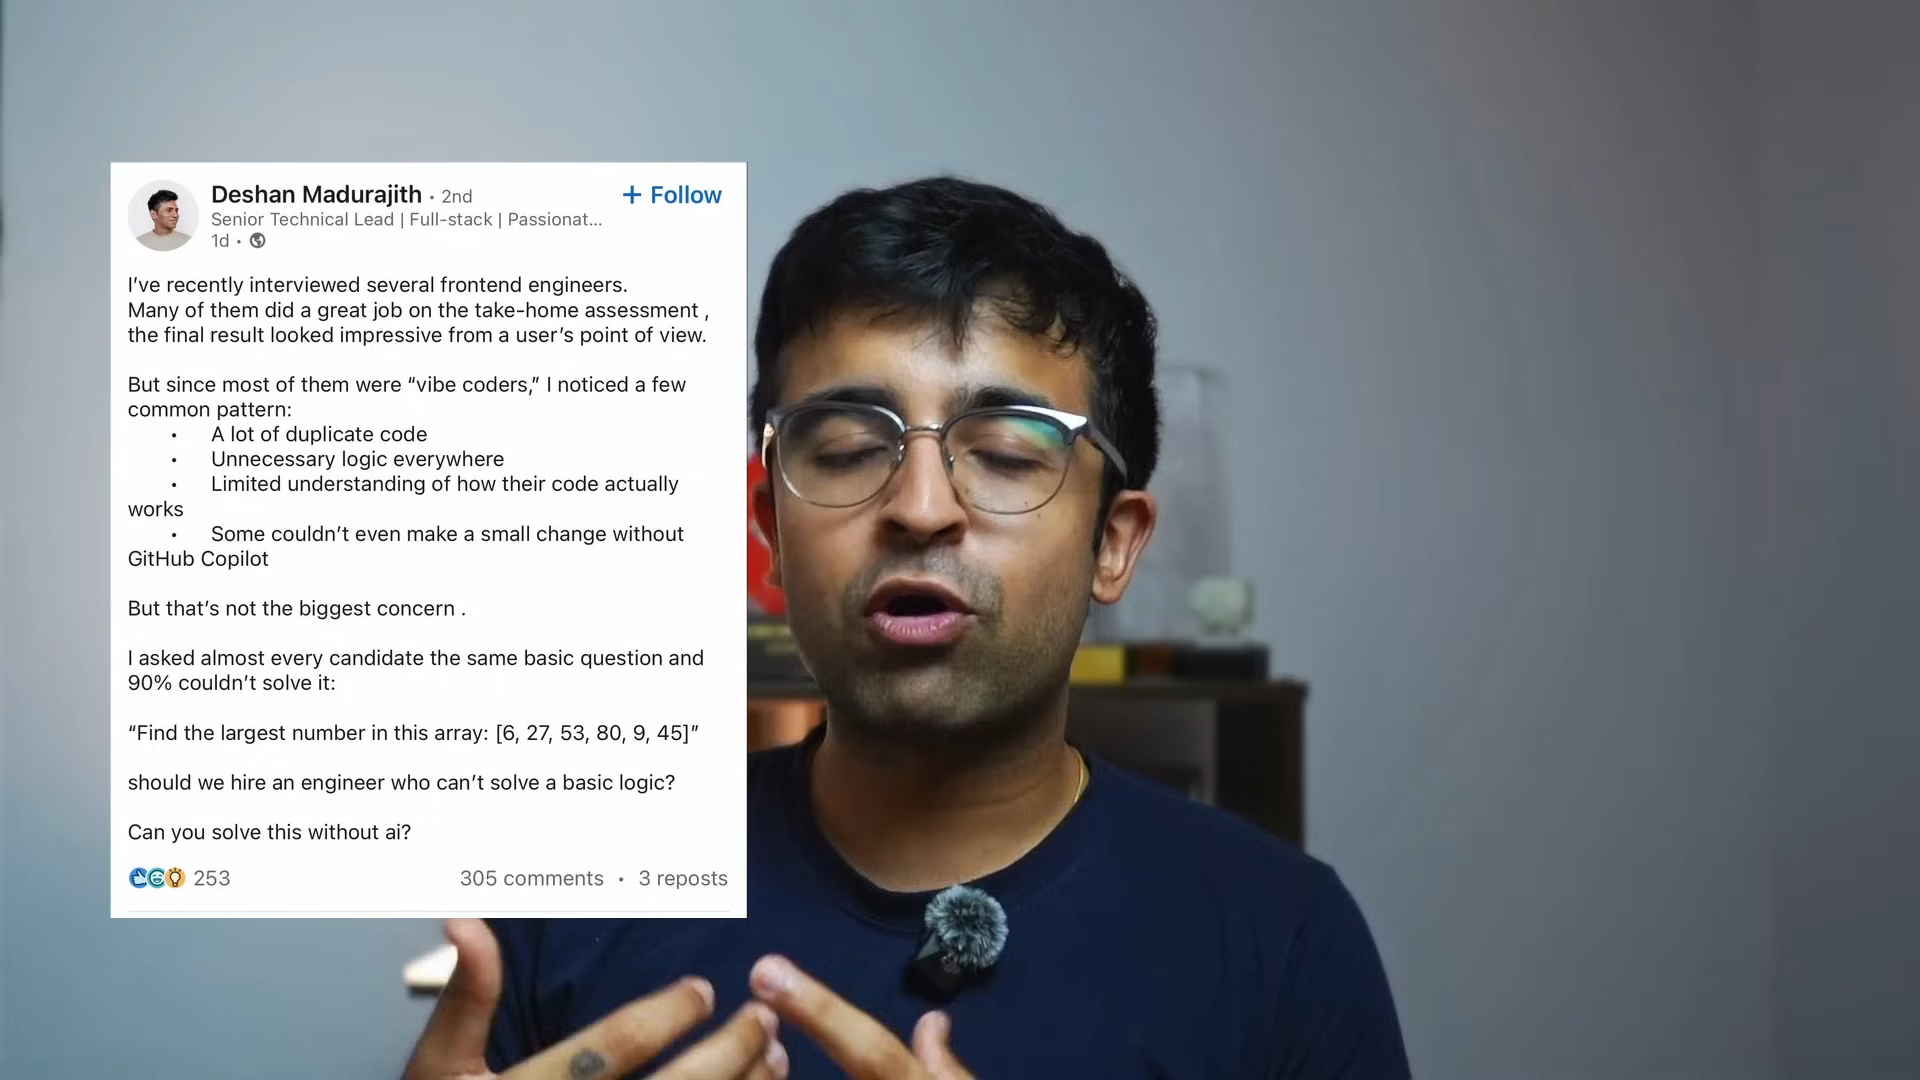 Deshan Madurajith • 2nd
+ Follow
Senior Technical Lead | Full-stack | Passionat...
1d •
I’ve recently interviewed several frontend engineers.
Many of them did a great job on the take-home assessment ,
the final result looked impressive from a user’s point of view.
But since most of them were “vibe coders,” I noticed a few
common pattern:
• A lot of duplicate code
• Unnecessary logic everywhere
• Limited understanding of how their code actually
works
• Some couldn’t even make a small change without
GitHub Copilot
But that’s not the biggest concern .
I asked almost every candidate the same basic question and
90% couldn’t solve it:
“Find the largest number in this array: [6, 27, 53, 80, 9, 45]”
should we hire an engineer who can’t solve a basic logic?
Can you solve this without ai?
253
305 comments • 3 reposts